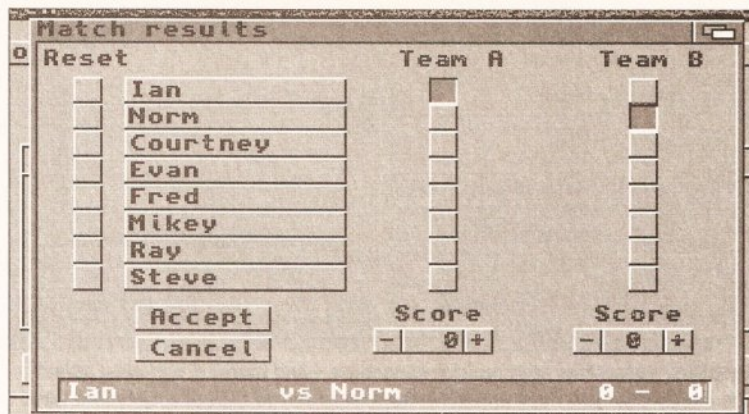 Match results
o
Reset Team A Team B
Ian
Norm
Courtney
Evan
Fred
Mikey
Ray
Steve
Accept Score Score
Cancel - 0 + - 0 +
Ian vs Norm 0 - 0